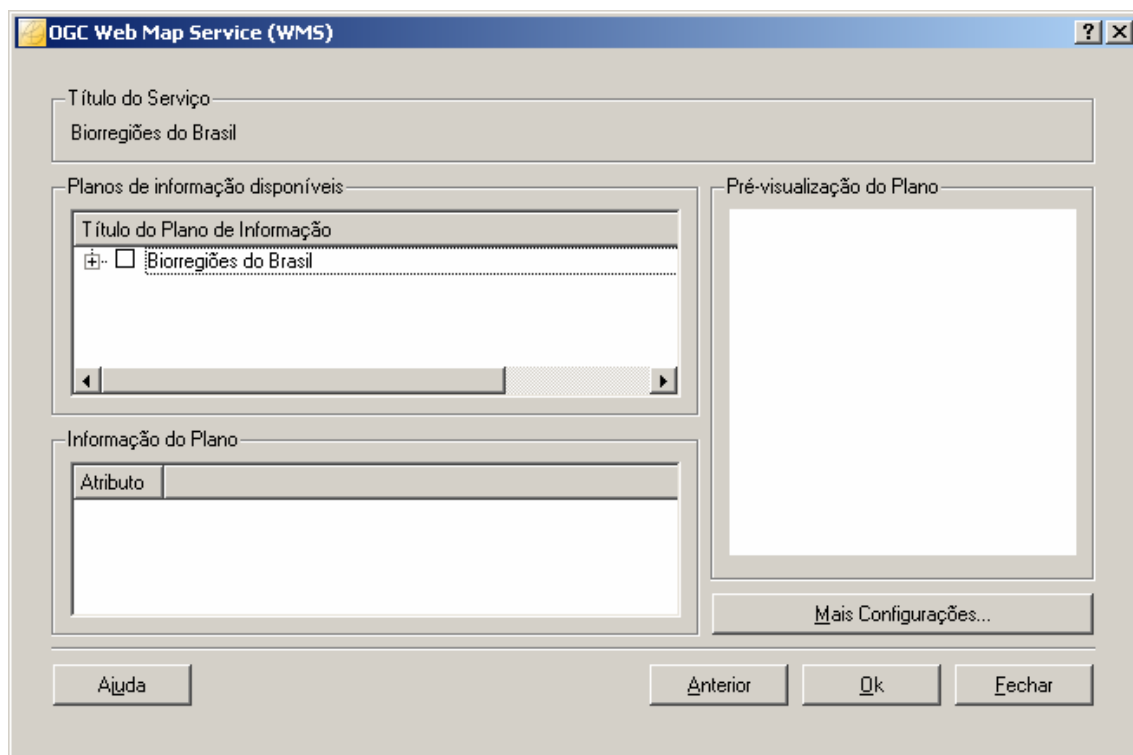 OGC Web Map Service (WMS)
Título do Serviço
Biorregiões do Brasil
Planos de informação disponíveis
Título do Plano de Informação
Biorregiões do Brasil
Pré-visualização do Plano
Informação do Plano
Atributo
Mais Configurações...
Ajuda
Anterior
Ok
Fechar